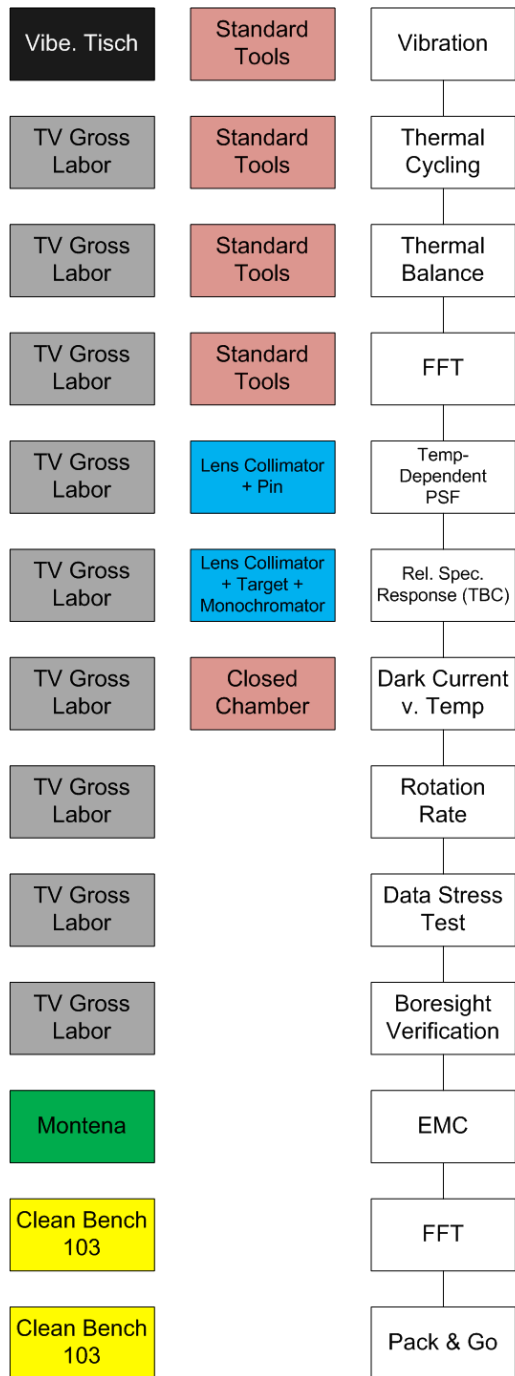 Vibe. Tisch
Standard
Tools
Vibration
TV Gross
Labor
Standard
Tools
Thermal
Cycling
TV Gross
Labor
Standard
Tools
Thermal
Balance
TV Gross
Labor
Standard
Tools
FFT
TV Gross
Labor
Lens Collimator
+ Pin
Temp-
Dependent
PSF
TV Gross
Labor
Lens Collimator
+ Target +
Monochromator
Rel. Spec.
Response (TBC)
TV Gross
Labor
Closed
Chamber
Dark Current
v. Temp
TV Gross
Labor
Rotation
Rate
TV Gross
Labor
Data Stress
Test
TV Gross
Labor
Boresight
Verification
Montena
EMC
Clean Bench
103
FFT
Clean Bench
103
Pack & Go